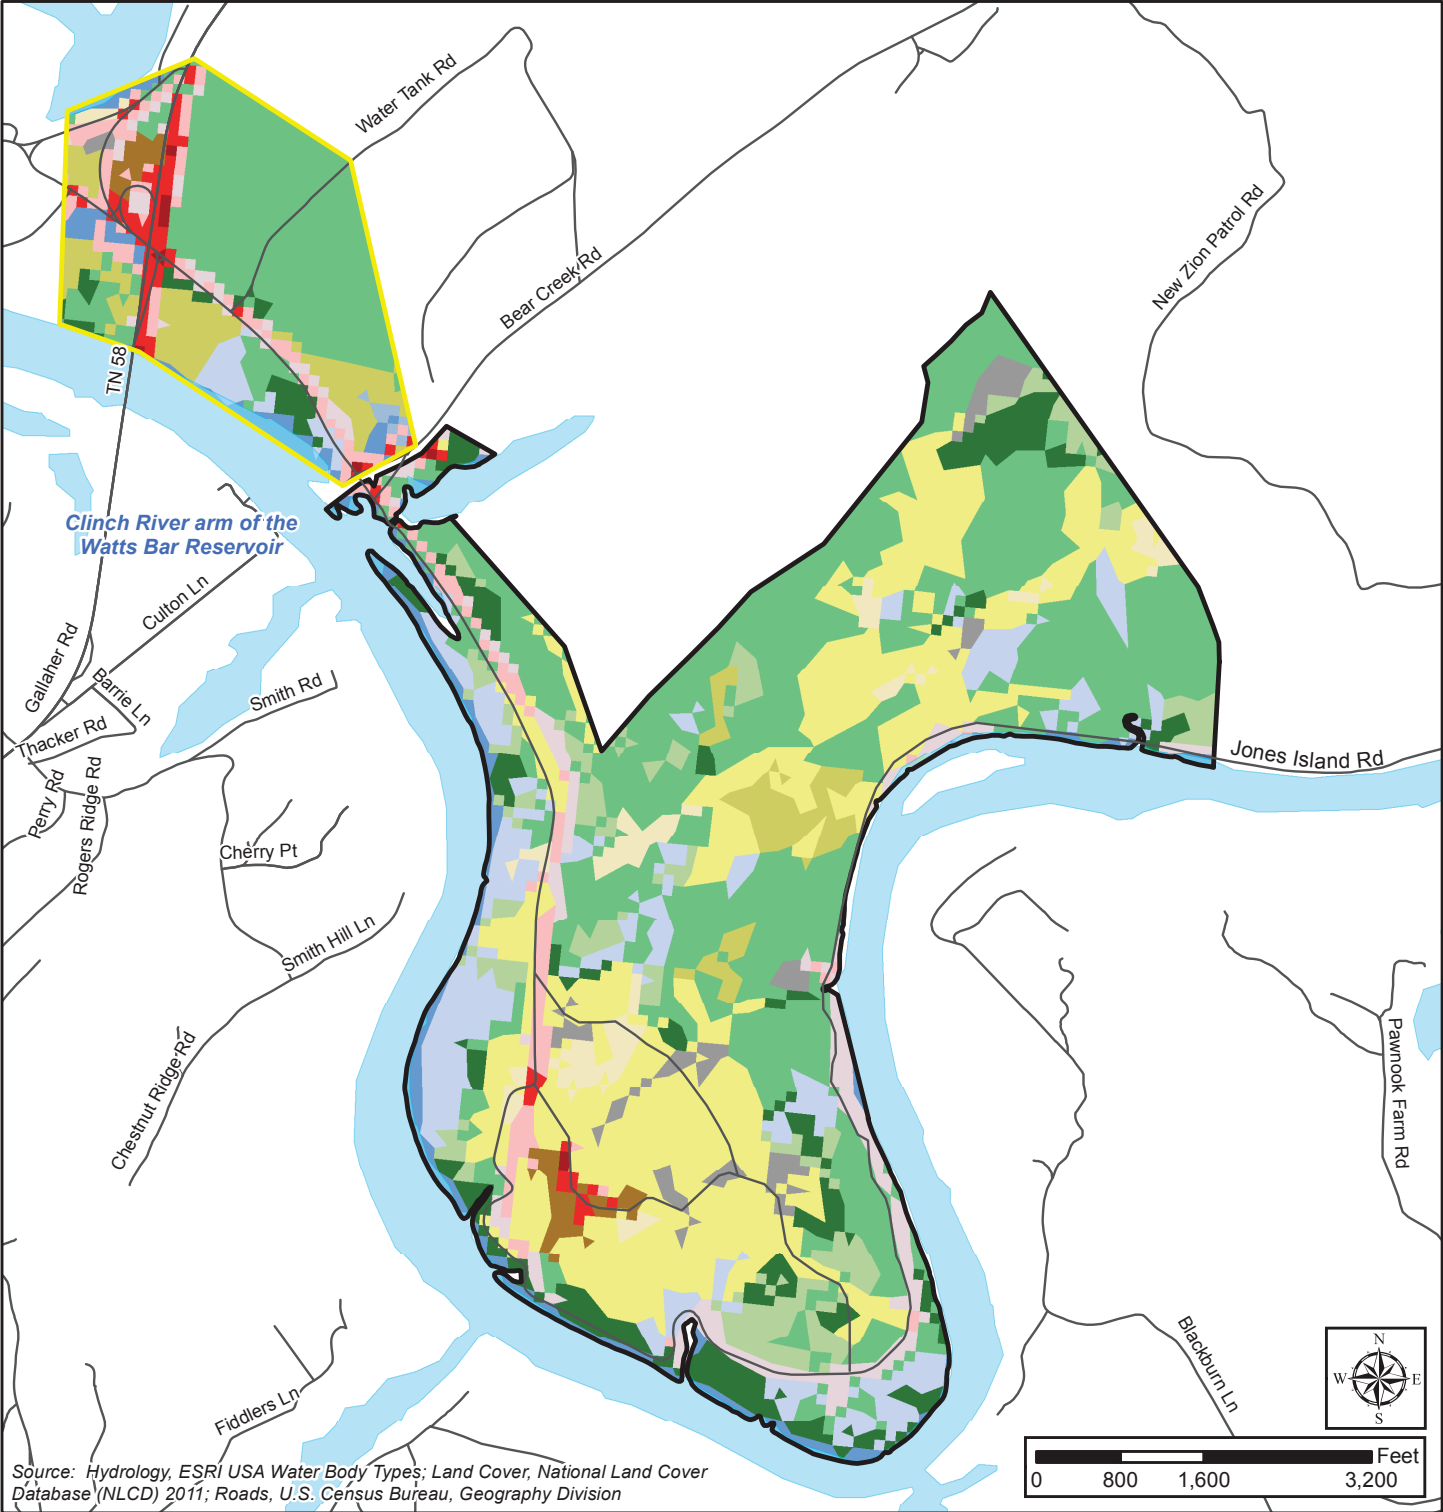 Water Tank Rd
Bear Creek Rd
New Zion Patrol Rd
TN 58
Clinch River arm of the
Watts Bar Reservoir
Culton Ln
Gallaher Rd
Barrie Ln
Smith Rd
Thacker Rd
Perry Rd
Rogers Ridge Rd
Jones Island Rd
Cherry Pt
Smith Hill Ln
Chestnut Ridge Rd
Pawnook Farm Rd
Blackburn Ln
Fiddlers Ln
N
W E
S
Feet
0 800 1,600 3,200
Source: Hydrology, ESRI USA Water Body Types; Land Cover, National Land Cover
Database (NLCD) 2011; Roads, U.S. Census Bureau, Geography Division